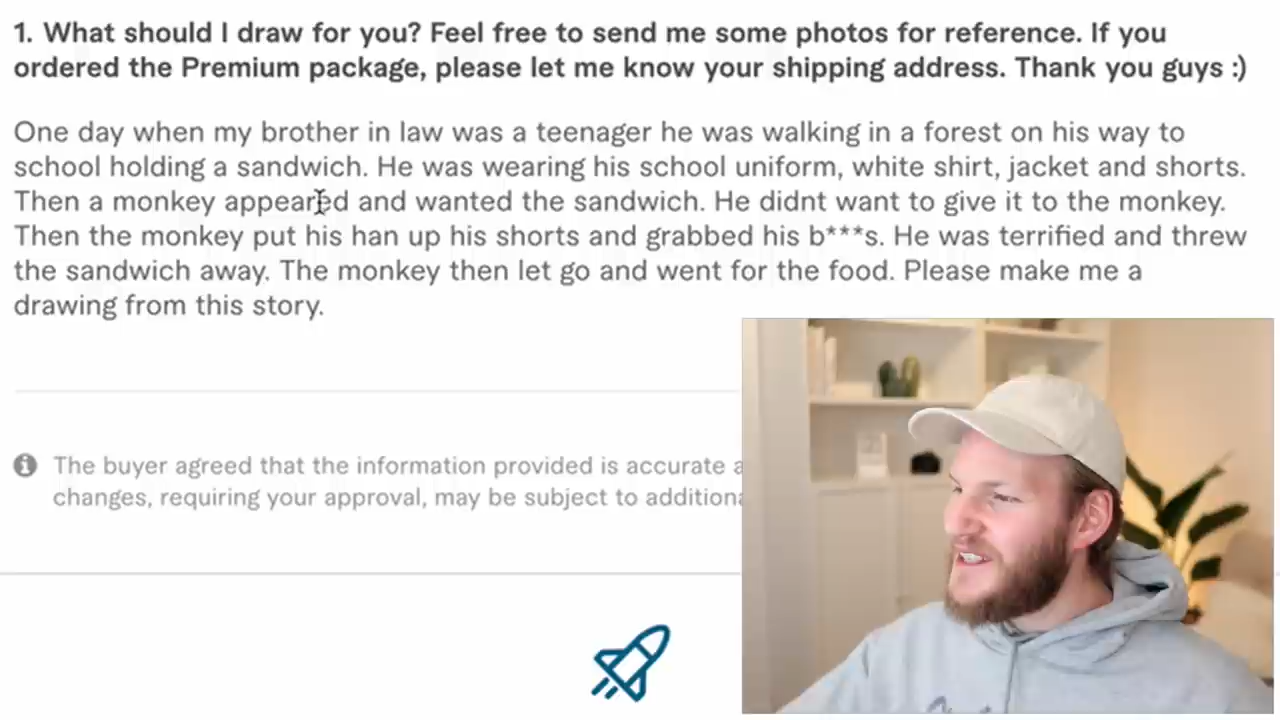 1. What should I draw for you? Feel free to send me some photos for reference. If you
ordered the Premium package, please let me know your shipping address. Thank you guys :)
One day when my brother in law was a teenager he was walking in a forest on his way to
school holding a sandwich. He was wearing his school uniform, white shirt, jacket and shorts.
Then a monkey appeared and wanted the sandwich. He didnt want to give it to the monkey.
Then the monkey put his han up his shorts and grabbed his b***s. He was terrified and threw
the sandwich away. The monkey then let go and went for the food. Please make me a
drawing from this story.
The buyer agreed that the information provided is accurate
changes, requiring your approval, may be subject to